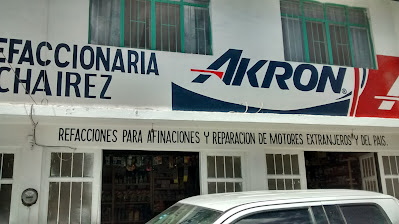 EFACCIONARIA
CHAIREZ
AKRON®
REFACCIONES PARA AFINACIONES Y REPARACION DE MOTORES EXTRANJEROS Y DEL PAIS.